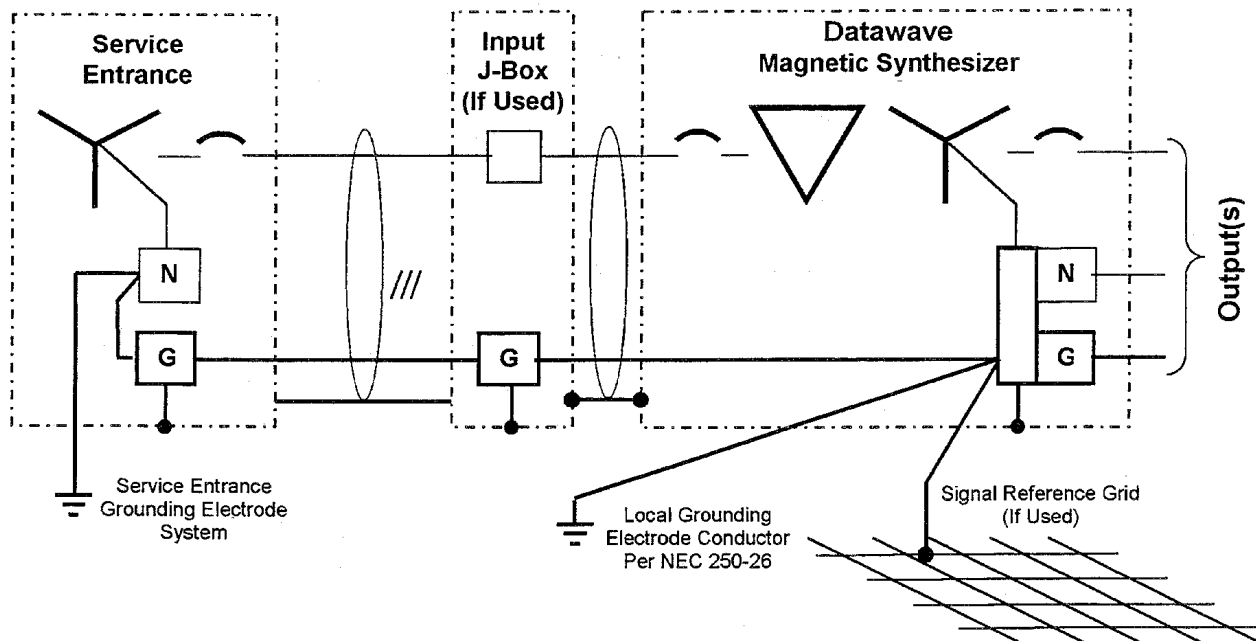 Service
Entrance
Input
J-Box
(If Used)
Datawave
Magnetic Synthesizer
N
G
G
N
G
Output(s)
Service Entrance
Grounding Electrode
System
Local Grounding
Electrode Conductor
Per NEC 250-26
Signal Reference Grid
(If Used)